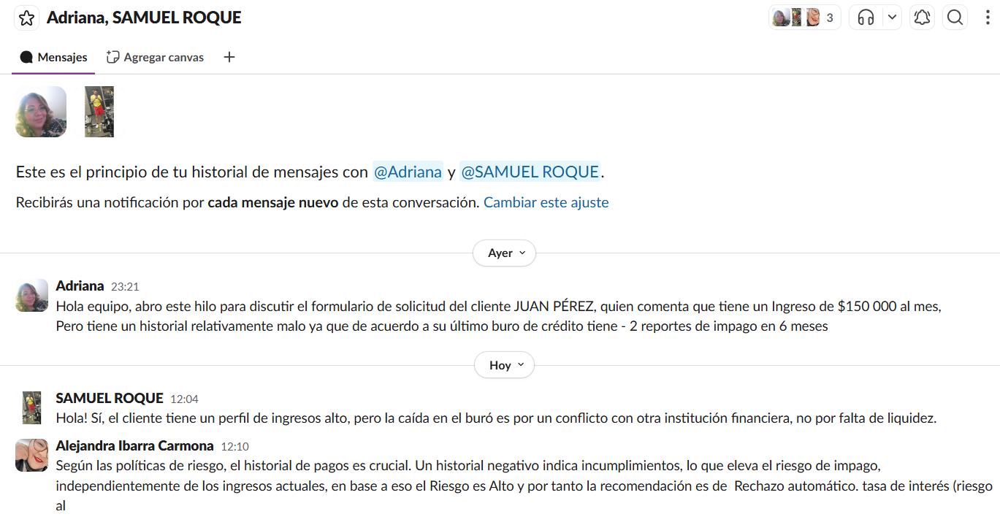 Adriana, SAMUEL ROQUE
3
Mensajes
Agregar canvas
Este es el principio de tu historial de mensajes con @Adriana y @SAMUEL ROQUE.
Recibirás una notificación por cada mensaje nuevo de esta conversación. Cambiar este ajuste
Ayer
Adriana 23:21
Hola equipo, abro este hilo para discutir el formulario de solicitud del cliente JUAN PÉREZ, quien comenta que tiene un Ingreso de $150 000 al mes,
Pero tiene un historial relativamente malo ya que de acuerdo a su último buro de crédito tiene - 2 reportes de impago en 6 meses
Hoy
SAMUEL ROQUE 12:04
Hola! Sí, el cliente tiene un perfil de ingresos alto, pero la caída en el buró es por un conflicto con otra institución financiera, no por falta de liquidez.
Alejandra Ibarra Carmona 12:10
Según las políticas de riesgo, el historial de pagos es crucial. Un historial negativo indica incumplimientos, lo que eleva el riesgo de impago,
independientemente de los ingresos actuales, en base a eso el Riesgo es Alto y por tanto la recomendación es de  Rechazo automático. tasa de interés (riesgo
al